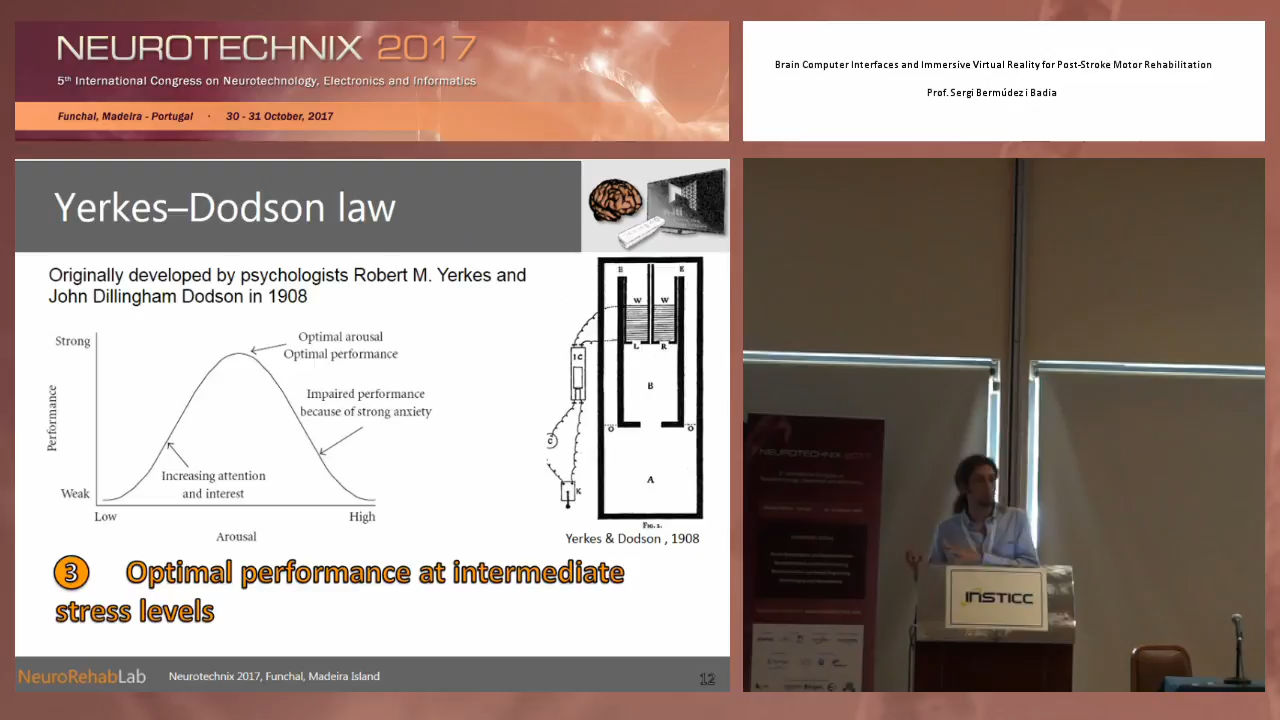 NEUROTECHNIX 2017
5th International Congress on Neurotechnology, Electronics and Informatics
Funchal, Madeira - Portugal · 30 - 31 October, 2017
Brain Computer Interfaces and Immersive Virtual Reality for Post-Stroke Motor Rehabilitation
Prof. Sergi Bermúdez i Badia
Yerkes–Dodson law
Originally developed by psychologists Robert M. Yerkes and
John Dillingham Dodson in 1908
Strong
Optimal arousal
Optimal performance
Impaired performance
because of strong anxiety
Performance
Increasing attention
and interest
Weak
Low
High
Arousal
E E
W W
L R
I C
B
O O
C
A
K
FIG. 1.
Yerkes & Dodson , 1908
3 Optimal performance at intermediate
stress levels
NeuroRehabLab
Neurotechnix 2017, Funchal, Madeira Island
12
NEUROTECHNIX 2017
INSTICC